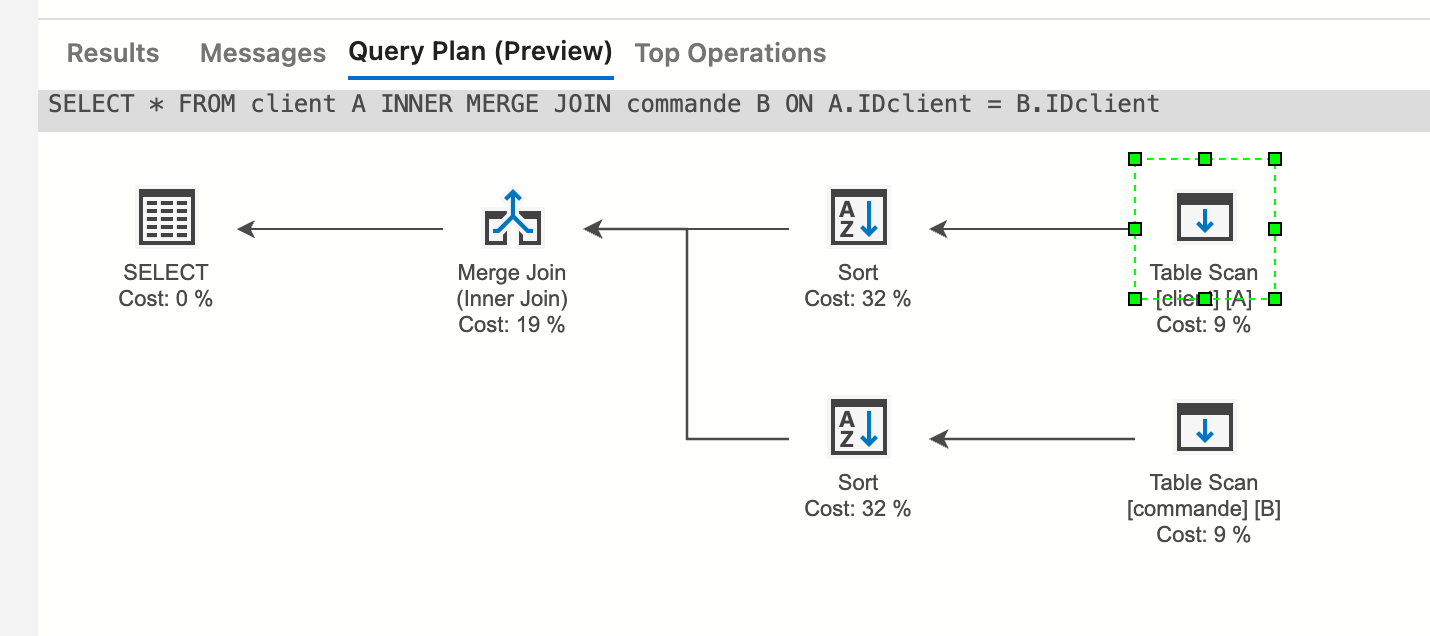 Results Messages Query Plan (Preview) Top Operations
SELECT * FROM client A INNER MERGE JOIN commande B ON A.IDclient = B.IDclient
SELECT
Cost: 0 %
Merge Join
(Inner Join)
Cost: 19 %
A
Z
Sort
Cost: 32 %
Table Scan
[client] [A]
Cost: 9 %
A
Z
Sort
Cost: 32 %
Table Scan
[commande] [B]
Cost: 9 %